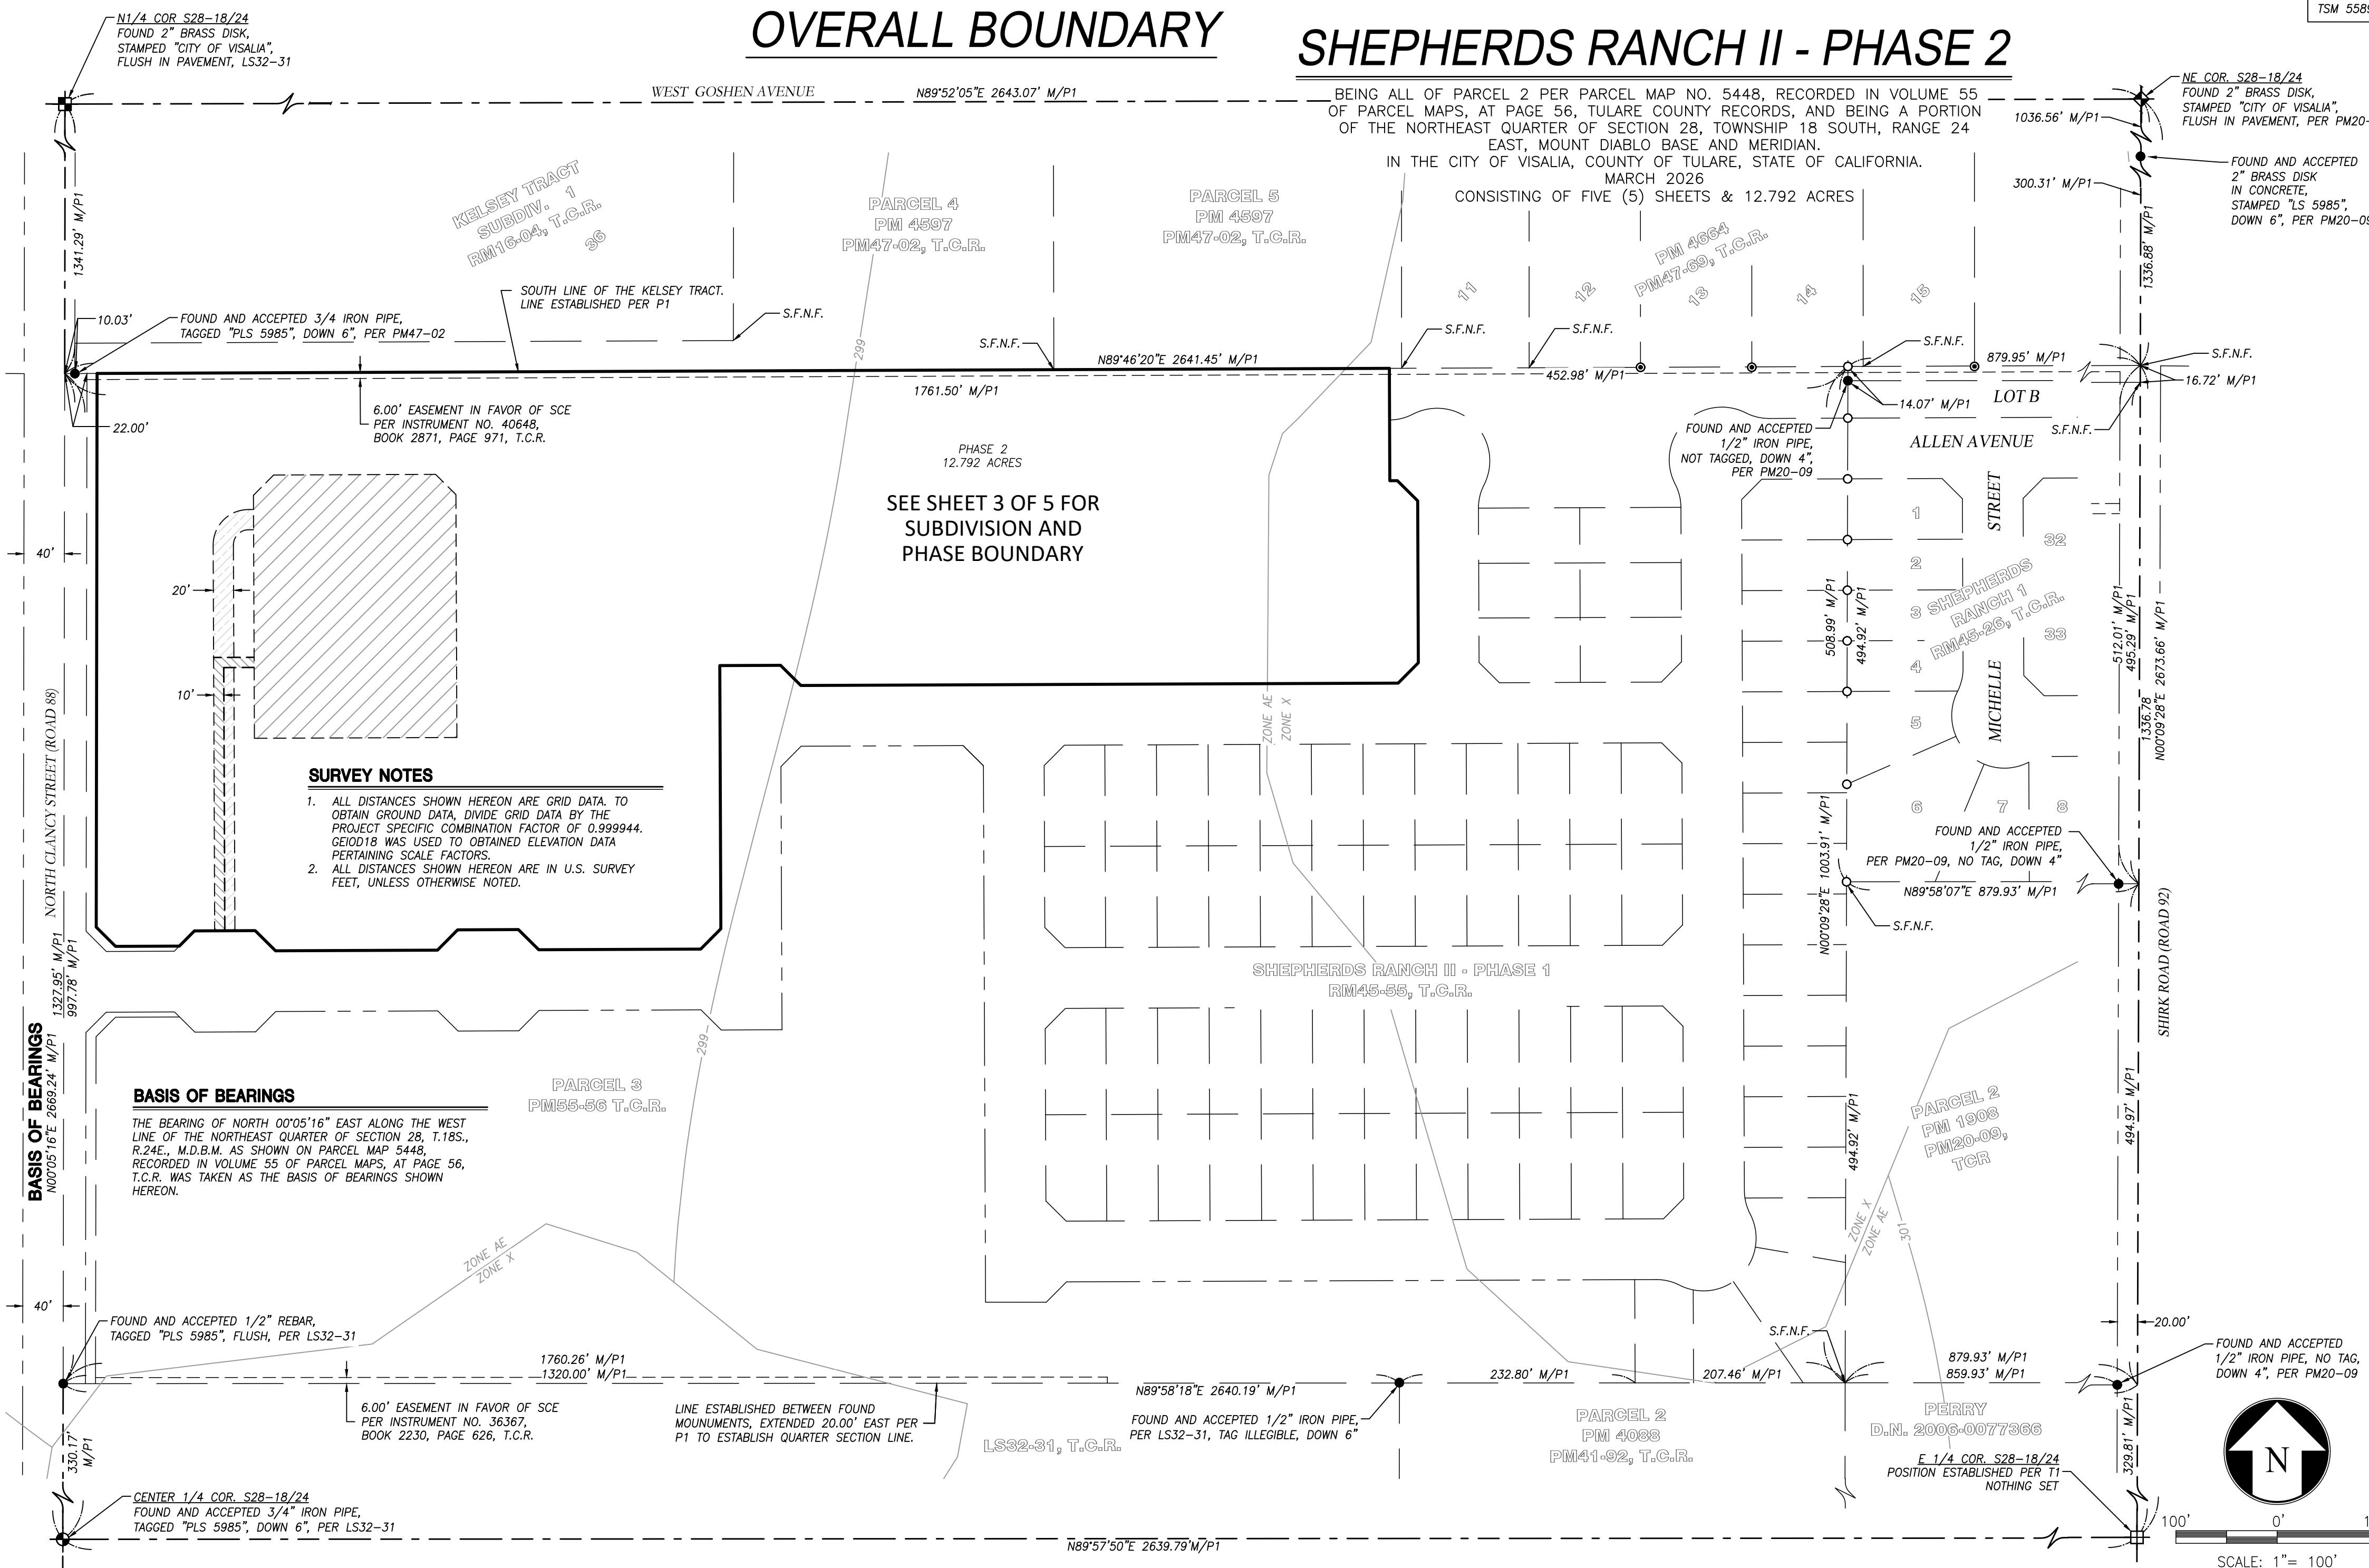 OVERALL BOUNDARY
SHEPHERDS RANCH II - PHASE 2
BEING ALL OF PARCEL 2 PER PARCEL MAP NO. 5448, RECORDED IN VOLUME 55
OF PARCEL MAPS, AT PAGE 56, TULARE COUNTY RECORDS, AND BEING A PORTION
OF THE NORTHEAST QUARTER OF SECTION 28, TOWNSHIP 18 SOUTH, RANGE 24
EAST, MOUNT DIABLO BASE AND MERIDIAN.
IN THE CITY OF VISALIA, COUNTY OF TULARE, STATE OF CALIFORNIA.
MARCH 2026
CONSISTING OF FIVE (5) SHEETS & 12.792 ACRES
N1/4 COR S28-18/24
FOUND 2" BRASS DISK,
STAMPED "CITY OF VISALIA",
FLUSH IN PAVEMENT, LS32-31
WEST GOSHEN AVENUE
N89°52'05"E 2643.07' M/P1
NE COR. S28-18/24
FOUND 2" BRASS DISK,
STAMPED "CITY OF VISALIA",
FLUSH IN PAVEMENT, PER PM20-
1036.56' M/P1
FOUND AND ACCEPTED
2" BRASS DISK
IN CONCRETE,
STAMPED "LS 5985",
DOWN 6", PER PM20-09
300.31' M/P1
1336.88' M/P1
1341.29' M/P1
KELSEY TRACT
SUBDIV. 1
RM16-04, T.C.R.
36
PARCEL 4
PM 4597
PM47-02, T.C.R.
PARCEL 5
PM 4597
PM47-02, T.C.R.
PM 4664
PM47-69, T.C.R.
11
12
13
14
15
SOUTH LINE OF THE KELSEY TRACT.
LINE ESTABLISHED PER P1
10.03'
FOUND AND ACCEPTED 3/4 IRON PIPE,
TAGGED "PLS 5985", DOWN 6", PER PM47-02
S.F.N.F.
299
S.F.N.F.
N89°46'20"E 2641.45' M/P1
S.F.N.F.
S.F.N.F.
S.F.N.F.
879.95' M/P1
S.F.N.F.
1761.50' M/P1
452.98' M/P1
16.72' M/P1
14.07' M/P1
LOT B
22.00'
6.00' EASEMENT IN FAVOR OF SCE
PER INSTRUMENT NO. 40648,
BOOK 2871, PAGE 971, T.C.R.
PHASE 2
12.792 ACRES
SEE SHEET 3 OF 5 FOR
SUBDIVISION AND
PHASE BOUNDARY
FOUND AND ACCEPTED
1/2" IRON PIPE,
NOT TAGGED, DOWN 4",
PER PM20-09
ALLEN AVENUE
S.F.N.F.
40'
20'
10'
STREET
MICHELLE
1
2
3
4
5
6
7
8
32
33
SHEPHERDS
RANCH 1
RM45-26, T.C.R.
508.99' M/P1
494.92' M/P1
512.01' M/P1
495.29' M/P1
1336.78
N00°09'28"E 2673.66' M/P1
ZONE AE
ZONE X
SURVEY NOTES
1. ALL DISTANCES SHOWN HEREON ARE GRID DATA. TO
OBTAIN GROUND DATA, DIVIDE GRID DATA BY THE
PROJECT SPECIFIC COMBINATION FACTOR OF 0.999944.
GEIOD18 WAS USED TO OBTAINED ELEVATION DATA
PERTAINING SCALE FACTORS.
2. ALL DISTANCES SHOWN HEREON ARE IN U.S. SURVEY
FEET, UNLESS OTHERWISE NOTED.
NORTH CLANCY STREET (ROAD 88)
1327.95' M/P1
997.78' M/P1
BASIS OF BEARINGS
N00°05'16"E 2669.24' M/P1
N00°09'28"E 1003.91' M/P1
FOUND AND ACCEPTED
1/2" IRON PIPE,
PER PM20-09, NO TAG, DOWN 4"
N89°58'07"E 879.93' M/P1
S.F.N.F.
SHIRK ROAD (ROAD 92)
SHEPHERDS RANCH II - PHASE 1
RM45-55, T.C.R.
299
PARCEL 3
PM55-56 T.C.R.
BASIS OF BEARINGS
THE BEARING OF NORTH 00°05'16" EAST ALONG THE WEST
LINE OF THE NORTHEAST QUARTER OF SECTION 28, T.18S.,
R.24E., M.D.B.M. AS SHOWN ON PARCEL MAP 5448,
RECORDED IN VOLUME 55 OF PARCEL MAPS, AT PAGE 56,
T.C.R. WAS TAKEN AS THE BASIS OF BEARINGS SHOWN
HEREON.
494.92' M/P1
494.97' M/P1
PARCEL 2
PM 1908
PM20-09,
TCR
ZONE AE
ZONE X
ZONE X
ZONE AE
301
40'
FOUND AND ACCEPTED 1/2" REBAR,
TAGGED "PLS 5985", FLUSH, PER LS32-31
1760.26' M/P1
1320.00' M/P1
6.00' EASEMENT IN FAVOR OF SCE
PER INSTRUMENT NO. 36367,
BOOK 2230, PAGE 626, T.C.R.
LINE ESTABLISHED BETWEEN FOUND
MOUNUMENTS, EXTENDED 20.00' EAST PER
P1 TO ESTABLISH QUARTER SECTION LINE.
N89°58'18"E 2640.19' M/P1
FOUND AND ACCEPTED 1/2" IRON PIPE,
PER LS32-31, TAG ILLEGIBLE, DOWN 6"
232.80' M/P1
207.46' M/P1
S.F.N.F.
879.93' M/P1
859.93' M/P1
20.00'
FOUND AND ACCEPTED
1/2" IRON PIPE, NO TAG,
DOWN 4", PER PM20-09
LS32-31, T.C.R.
PARCEL 2
PM 4088
PM41-92, T.C.R.
PERRY
D.N. 2006-0077366
330.17'
M/P1
329.81' M/P1
E 1/4 COR. S28-18/24
POSITION ESTABLISHED PER T1
NOTHING SET
CENTER 1/4 COR. S28-18/24
FOUND AND ACCEPTED 3/4" IRON PIPE,
TAGGED "PLS 5985", DOWN 6", PER LS32-31
N89°57'50"E 2639.79'M/P1
N
100' 0'
SCALE: 1"= 100'